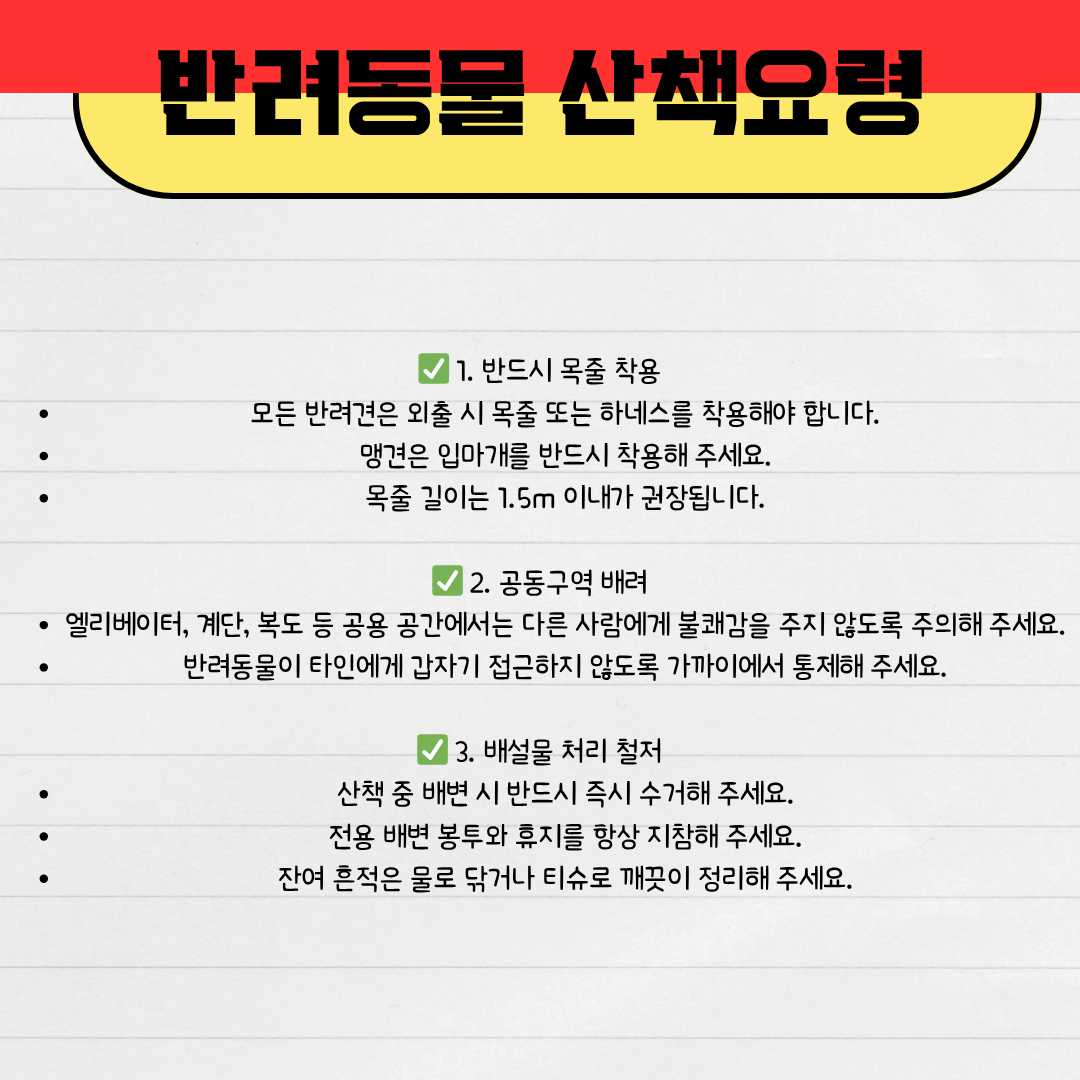 반려동물 산책요령
✅ 1. 반드시 목줄 착용
• 모든 반려견은 외출 시 목줄 또는 하네스를 착용해야 합니다.
• 맹견은 입마개를 반드시 착용해 주세요.
• 목줄 길이는 1.5m 이내가 권장됩니다.
✅ 2. 공동구역 배려
• 엘리베이터, 계단, 복도 등 공용 공간에서는 다른 사람에게 불쾌감을 주지 않도록 주의해 주세요.
• 반려동물이 타인에게 갑자기 접근하지 않도록 가까이에서 통제해 주세요.
✅ 3. 배설물 처리 철저
• 산책 중 배변 시 반드시 즉시 수거해 주세요.
• 전용 배변 봉투와 휴지를 항상 지참해 주세요.
• 잔여 흔적은 물로 닦거나 티슈로 깨끗이 정리해 주세요.